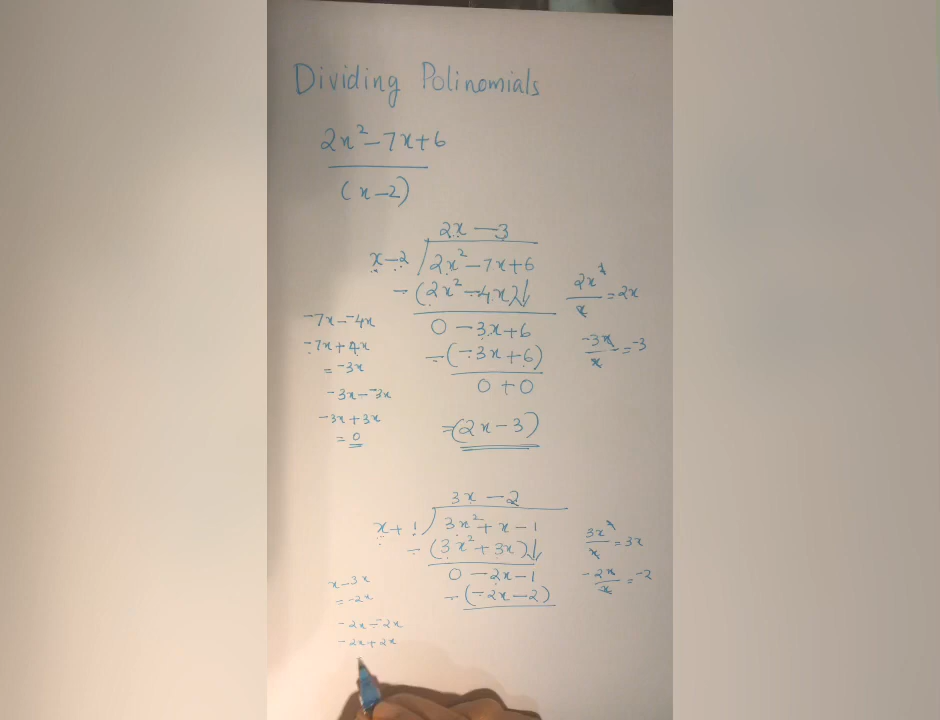 Dividing Polinomials
2x² - 7x + 6
(x - 2)
2x - 3
x - 2 / 2x² - 7x + 6
- (2x² - 4x)↓
0 - 3x + 6
- (-3x + 6)
0 + 0
= (2x - 3)
2x² / x = 2x
-3x / x = -3
-7x - -4x
-7x + 4x
= -3x
-3x - -3x
-3x + 3x
= 0
3x - 2
x + 1 / 3x² + x - 1
- (3x² + 3x)↓
0 - 2x - 1
- (-2x - 2)
3x² / x = 3x
-2x / x = -2
x - 3x
= -2x
-2x - -2x
-2x + 2x